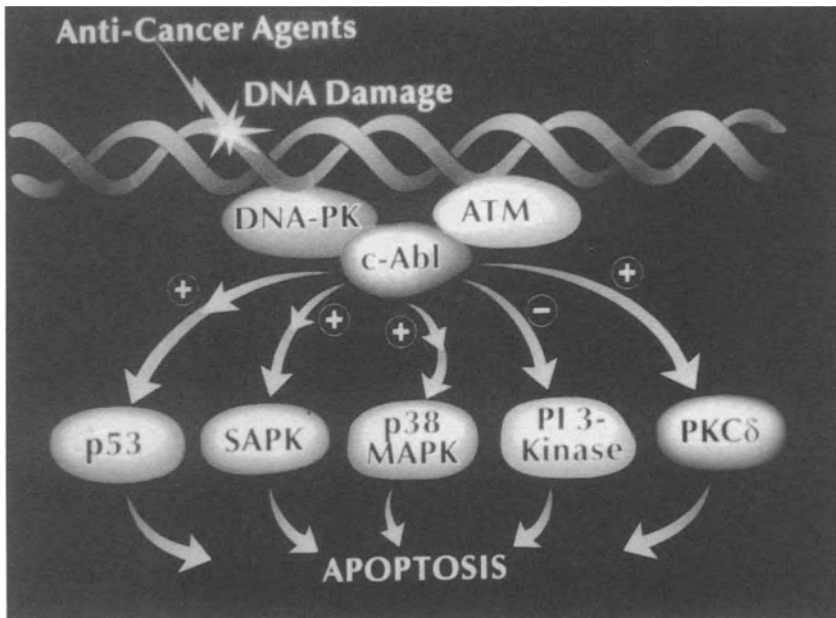 Anti-Cancer Agents
DNA Damage
DNA-PK
ATM
c-Abl
+
+
+
-
+
p53
SAPK
p38
MAPK
PI 3-
Kinase
PKCδ
APOPTOSIS